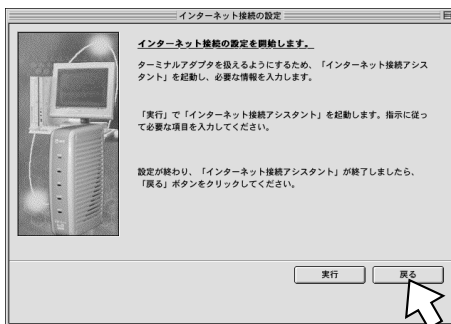 インターネット接続の設定
インターネット接続の設定を開始します。
ターミナルアダプタを扱えるようにするため、「インターネット接続アシス
タント」を起動し、必要な情報を入力します。
「実行」で「インターネット接続アシスタント」を起動します。指示に従っ
て必要な項目を入力してください。
設定が終わり、「インターネット接続アシスタント」が終了しましたら、
「戻る」ボタンをクリックしてください。
実行
戻る